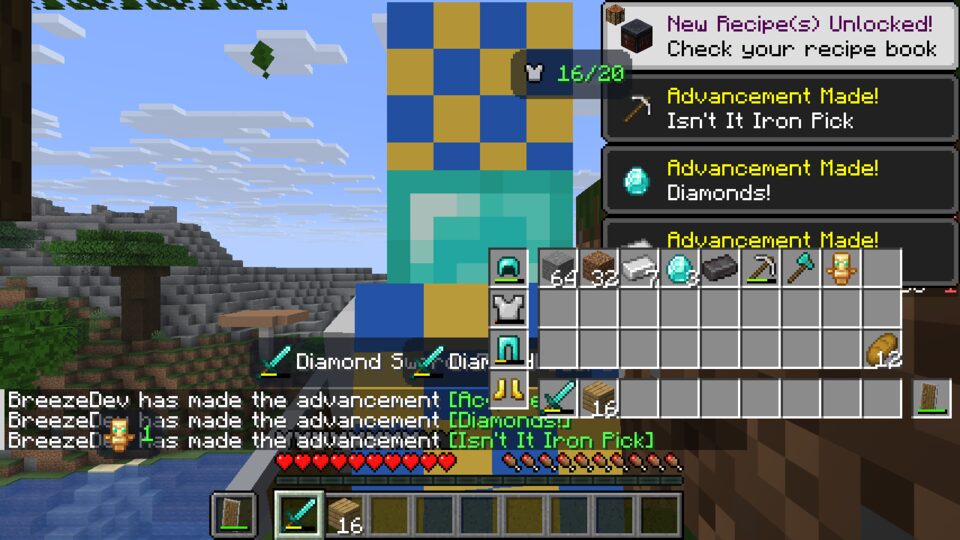 New Recipe(s) Unlocked!
Check your recipe book
16/20
Advancement Made!
Isn't It Iron Pick
Advancement Made!
Diamonds!
Advancement Made!
64
32
7
3
12
Diamond
16
BreezeDev has made the advancement
BreezeDev has made the advancement [Diamonds!]
BreezeDev has made the advancement [Isn't It Iron Pick]
1
16